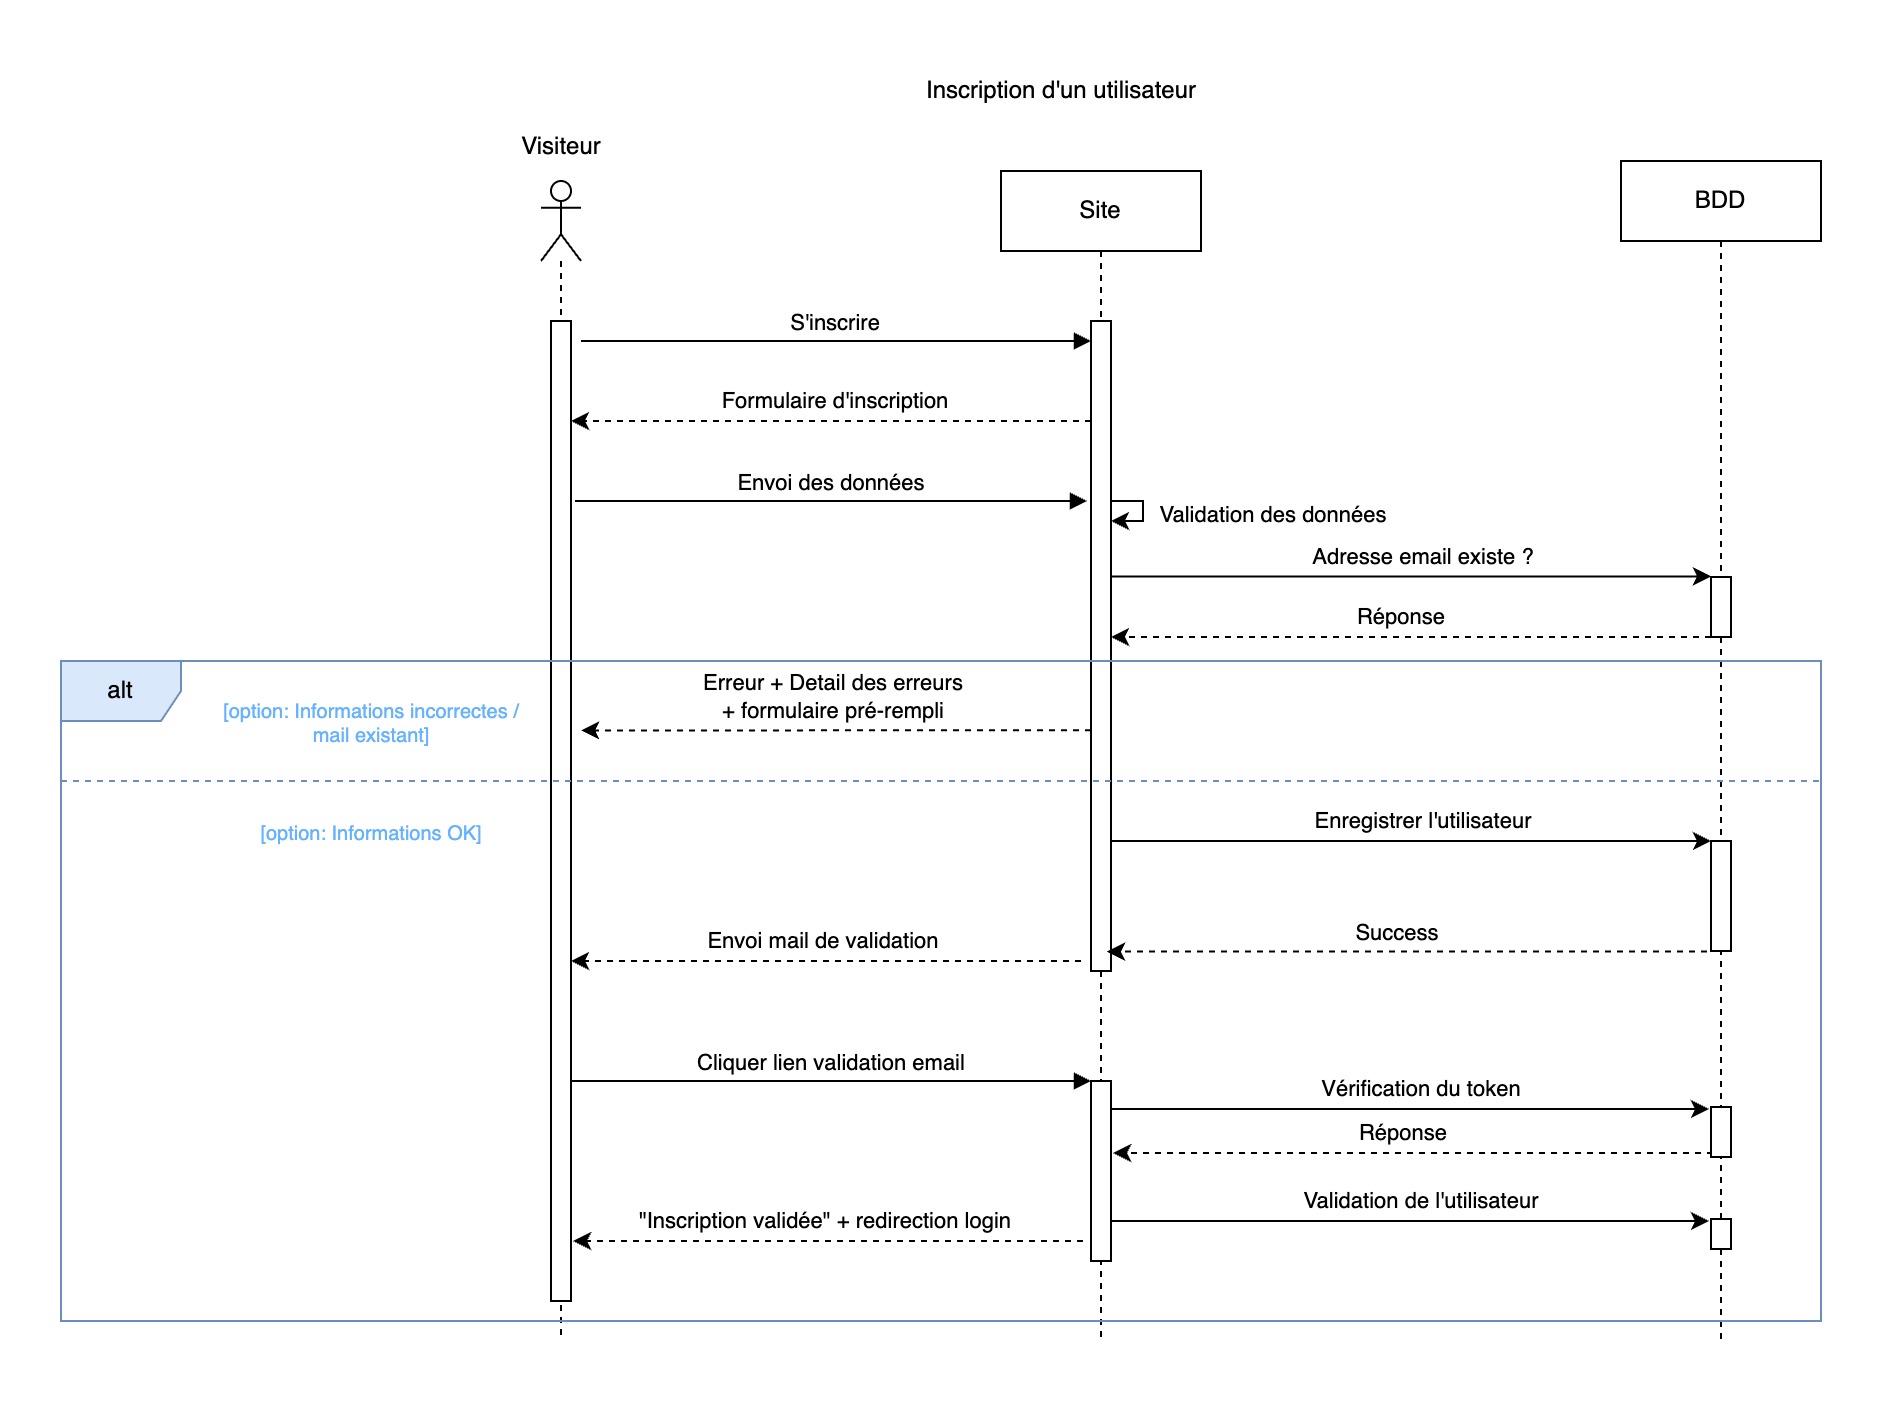 Inscription d'un utilisateur
Visiteur
Site
BDD
S'inscrire
Formulaire d'inscription
Envoi des données
Validation des données
Adresse email existe ?
Réponse
alt
[option: Informations incorrectes /
mail existant]
Erreur + Detail des erreurs
+ formulaire pré-rempli
[option: Informations OK]
Enregistrer l'utilisateur
Success
Envoi mail de validation
Cliquer lien validation email
Vérification du token
Réponse
Validation de l'utilisateur
"Inscription validée" + redirection login